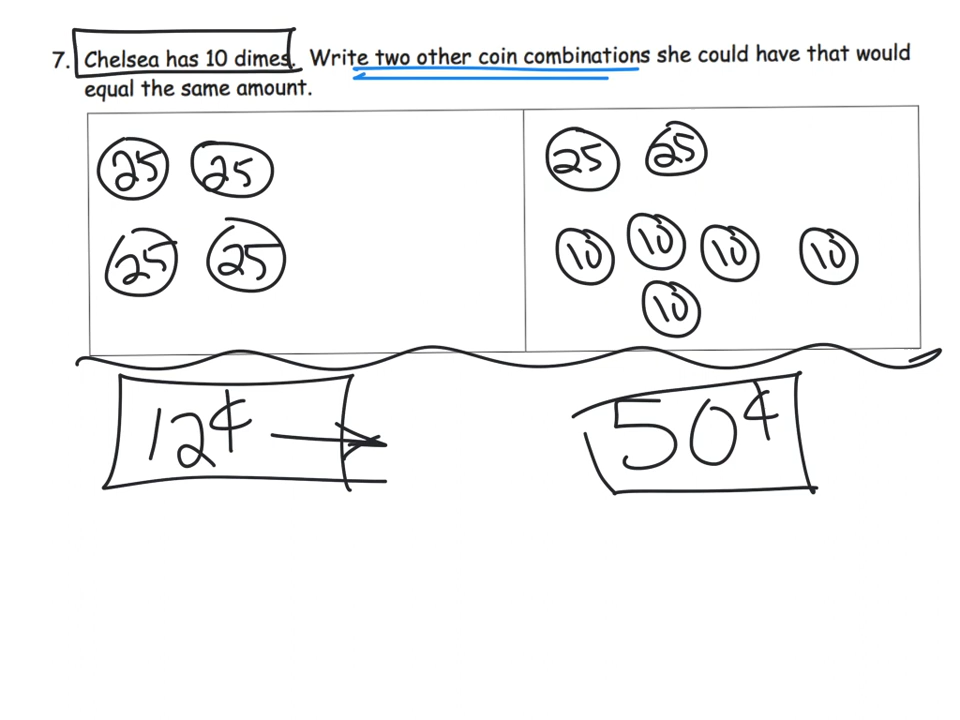 7. Chelsea has 10 dimes. Write two other coin combinations she could have that would
equal the same amount.
25 25
25 25
25 25
10 10 10 10
10
12¢
50¢